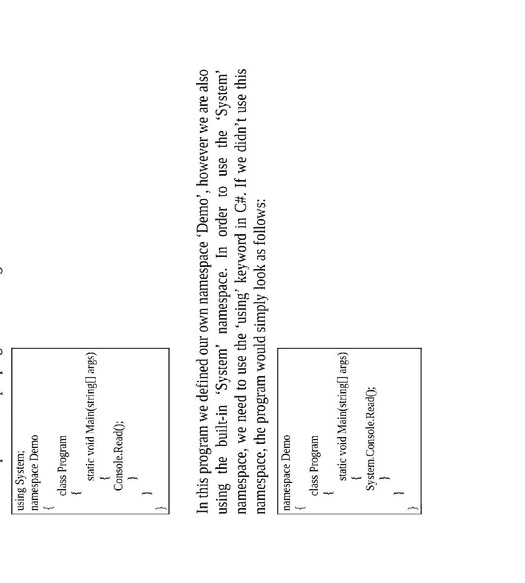 using System;
namespace Demo
{
class Program
{
static void Main(string[] args)
{
Console.Read();
}
}
}
In this program we defined our own namespace ‘Demo’, however we are also
using the built-in ‘System’ namespace. In order to use the ‘System’
namespace, we need to use the ‘using’ keyword in C#. If we didn’t use this
namespace, the program would simply look as follows:
namespace Demo
{
class Program
{
static void Main(string[] args)
{
System.Console.Read();
}
}
}